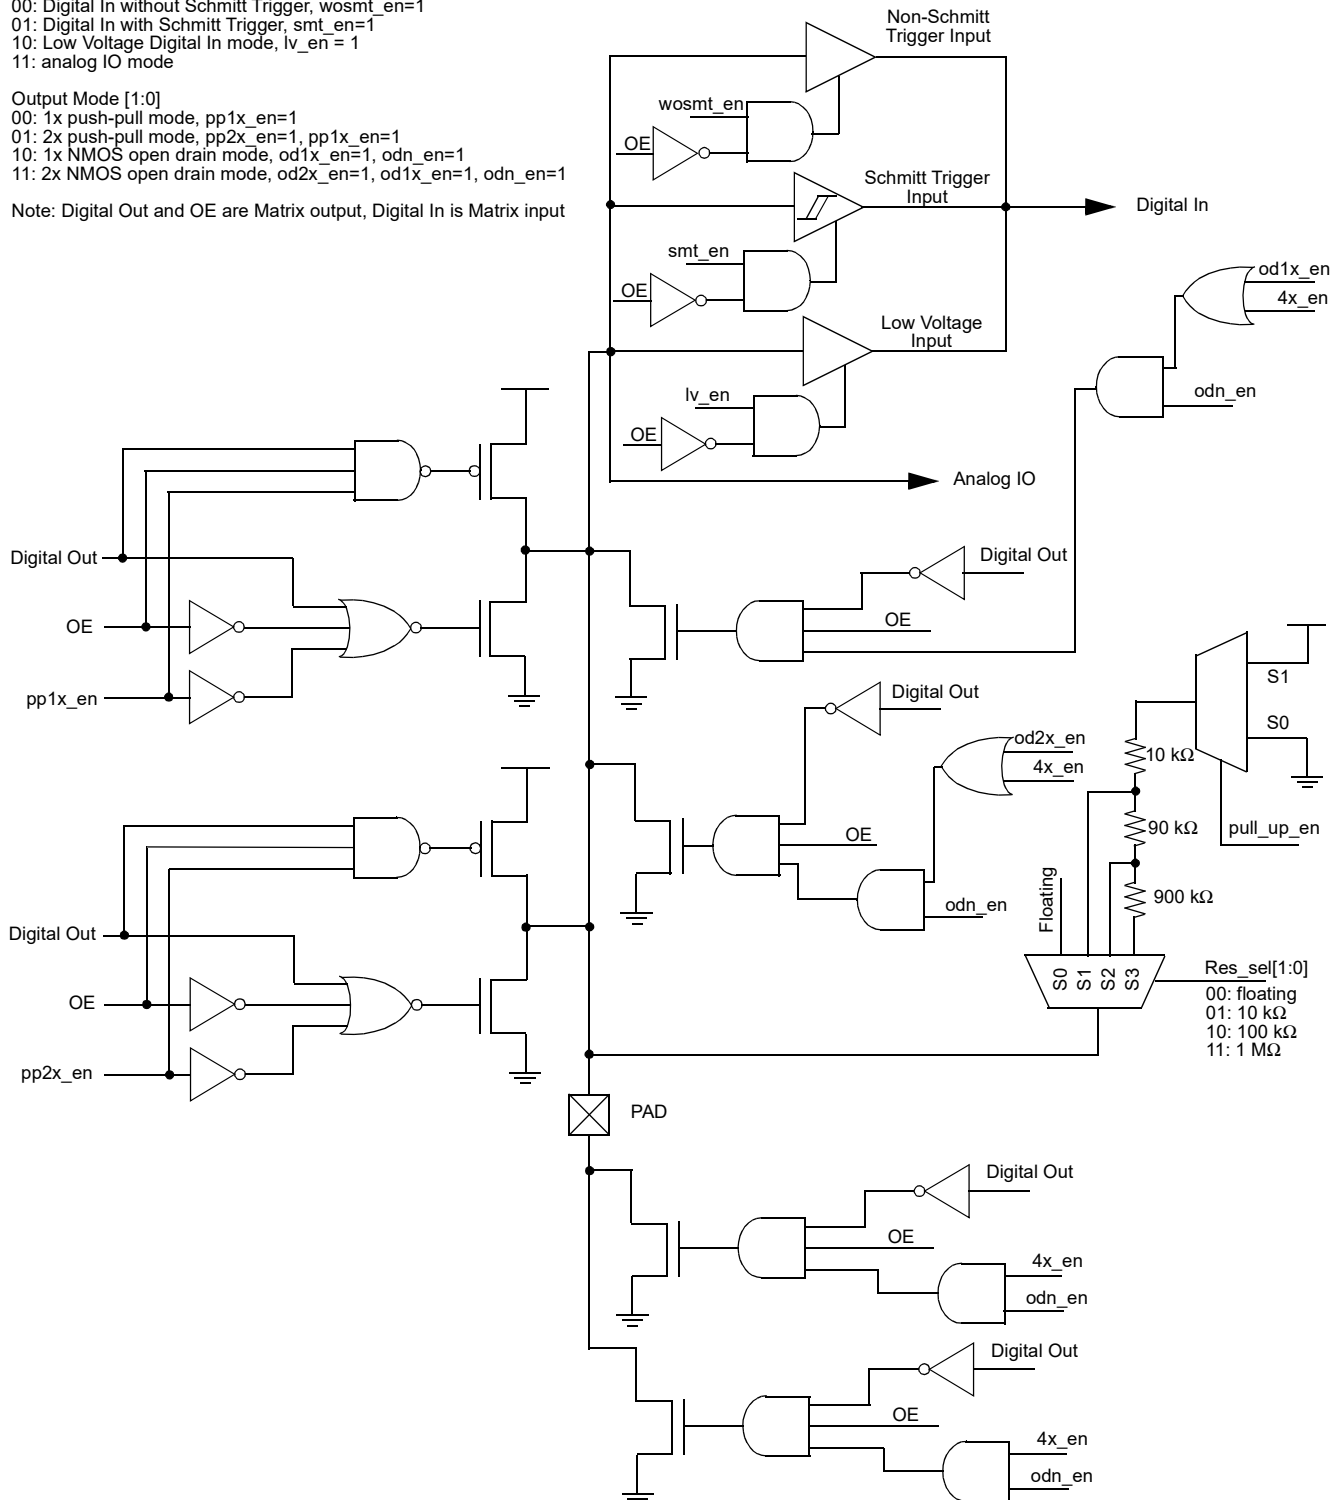 00: Digital In without Schmitt Trigger, wosmt_en=1
01: Digital In with Schmitt Trigger, smt_en=1
10: Low Voltage Digital In mode, lv_en = 1
11: analog IO mode
Output Mode [1:0]
00: 1x push-pull mode, pp1x_en=1
01: 2x push-pull mode, pp2x_en=1, pp1x_en=1
10: 1x NMOS open drain mode, od1x_en=1, odn_en=1
11: 2x NMOS open drain mode, od2x_en=1, od1x_en=1, odn_en=1
Note: Digital Out and OE are Matrix output, Digital In is Matrix input
Non-Schmitt
Trigger Input
wosmt_en
OE
Schmitt Trigger
Input
Digital In
smt_en
OE
od1x_en
4x_en
Low Voltage
Input
lv_en
OE
odn_en
Analog IO
Digital Out
OE
pp1x_en
Digital Out
OE
Digital Out
od2x_en
4x_en
OE
odn_en
S1
S0
10 kΩ
90 kΩ
pull_up_en
900 kΩ
Floating
S0
S1
S2
S3
Res_sel[1:0]
00: floating
01: 10 kΩ
10: 100 kΩ
11: 1 MΩ
Digital Out
OE
pp2x_en
PAD
Digital Out
OE
4x_en
odn_en
Digital Out
OE
4x_en
odn_en